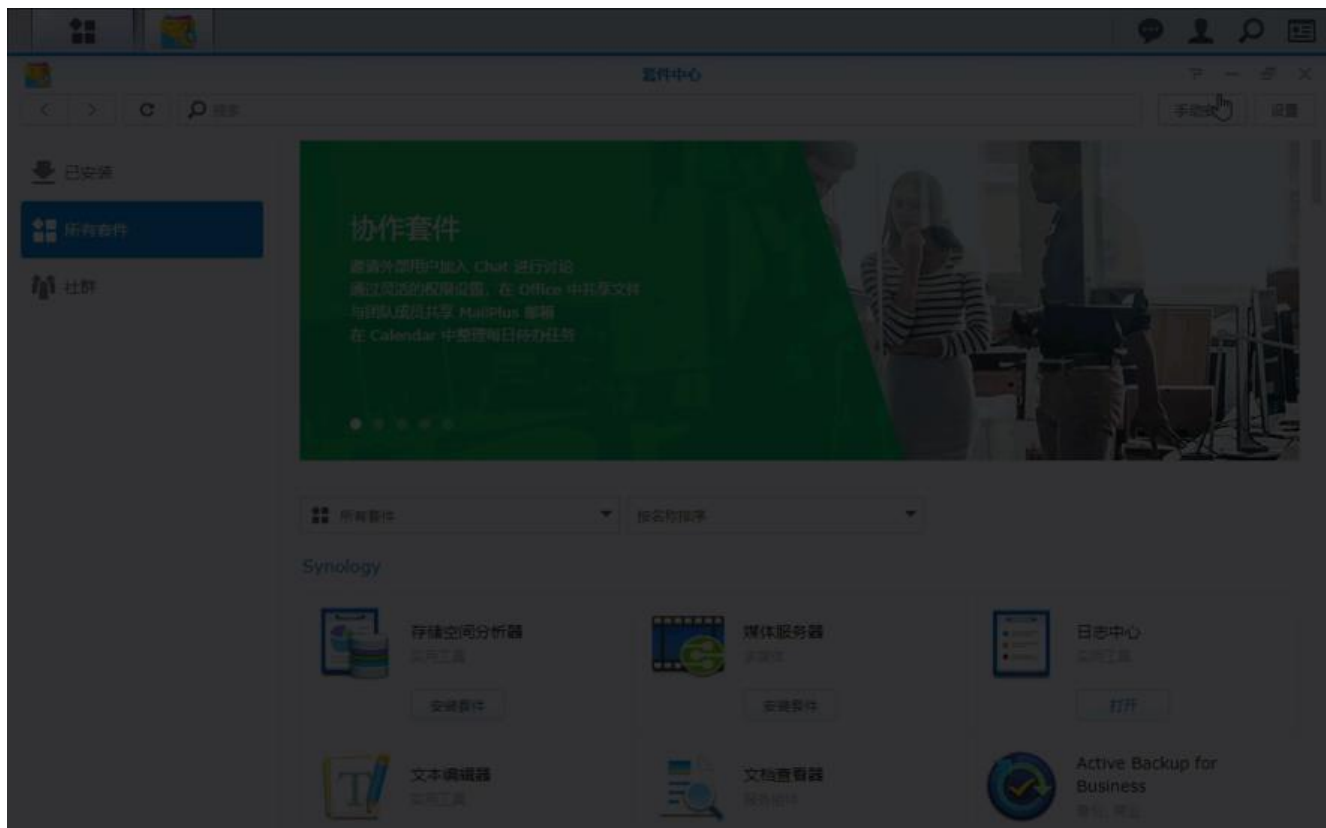 套件中心
搜索
设置
已安装
所有套件
社群
协作套件
邀请外部用户加入 Chat 进行讨论
通过灵活的权限设置，在 Office 中共享文件
与团队成员共享 MailPlus 邮箱
在 Calendar 中整理每日待办任务
所有套件
按名称排序
Synology
存储空间分析器
实用工具
安装套件
媒体服务器
多媒体
安装套件
日志中心
实用工具
打开
文本编辑器
实用工具
文档查看器
Active Backup for
Business